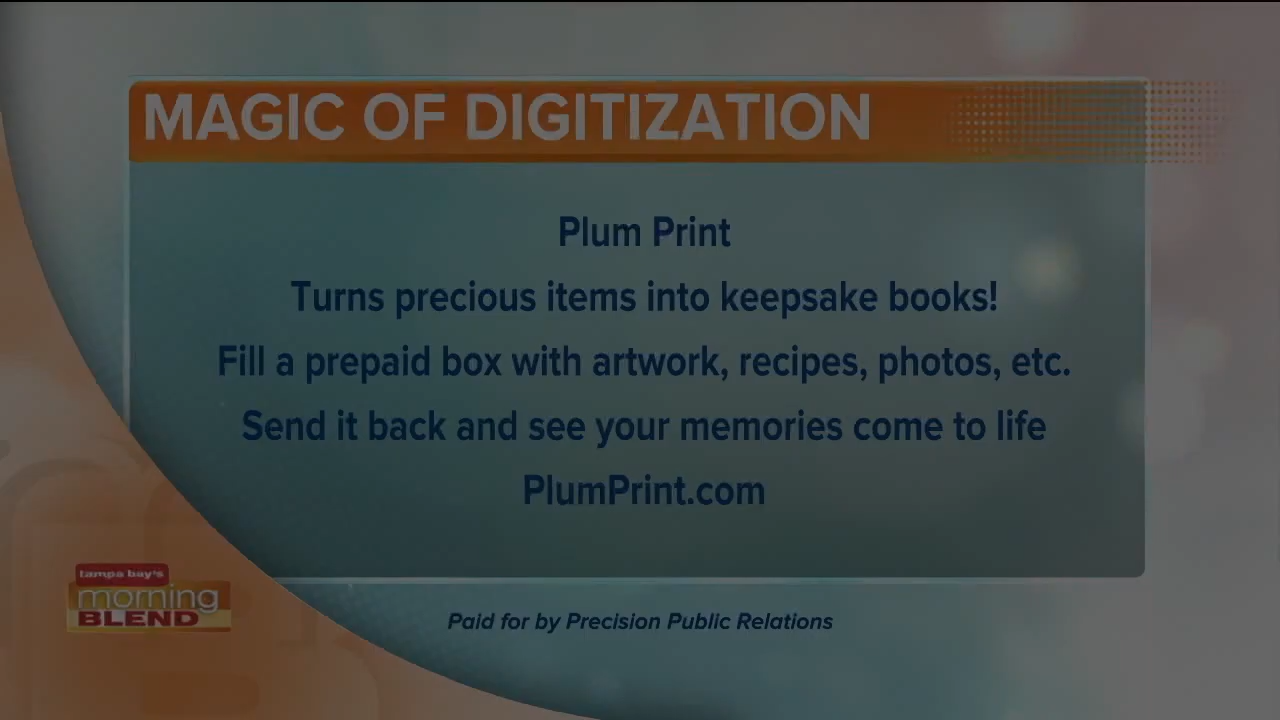 MAGIC OF DIGITIZATION
Plum Print
Turns precious items into keepsake books!
Fill a prepaid box with artwork, recipes, photos, etc.
Send it back and see your memories come to life
PlumPrint.com
tampa bay's
morning
BLEND
Paid for by Precision Public Relations